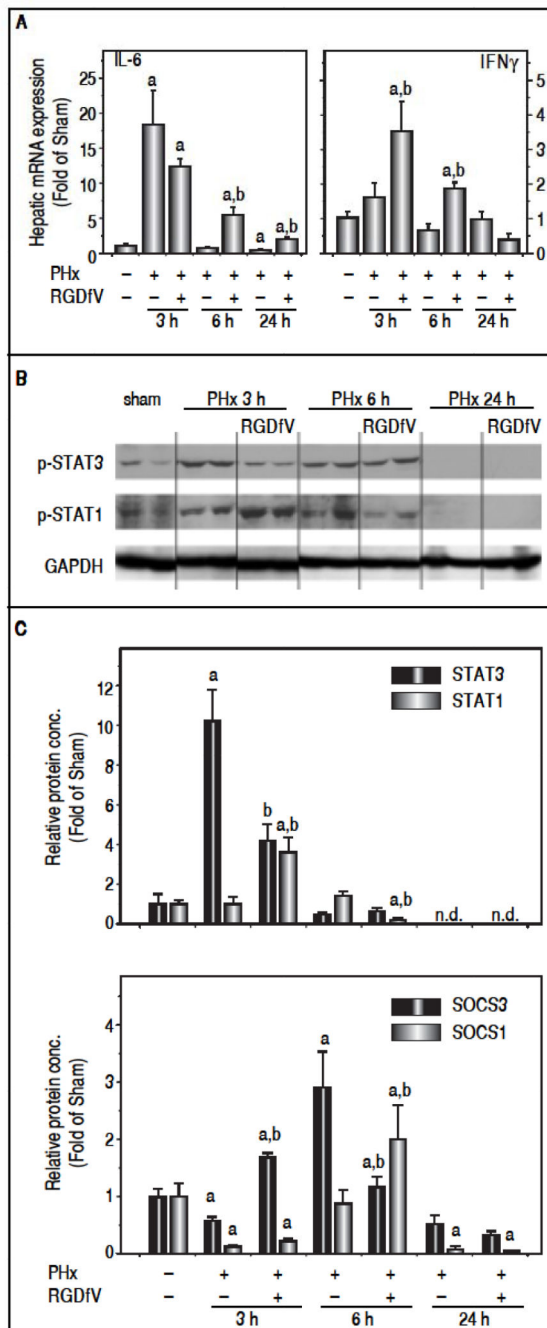 A
IL-6
IFNγ
Hepatic mRNA expression
(Fold of Sham)
25
20
15
10
5
0
5
4
3
2
1
0
a
a
a,b
a
a,b
a,b
a,b
PHx – + + + + + + – + + + + + +
RGDfV – – + – + – + – – + – + – +
3 h 6 h 24 h 3 h 6 h 24 h
B
sham PHx 3 h PHx 6 h PHx 24 h
RGDfV RGDfV RGDfV
p-STAT3
p-STAT1
GAPDH
C
Relative protein conc.
(Fold of Sham)
12
10
8
6
4
2
0
STAT3
STAT1
a
b a,b
a,b
n.d. n.d.
Relative protein conc.
(Fold of Sham)
4
3
2
1
0
SOCS3
SOCS1
a a
a,b a
a
a,b a,b
a
a
PHx – + + + + + +
RGDfV – – + – + – +
3 h 6 h 24 h